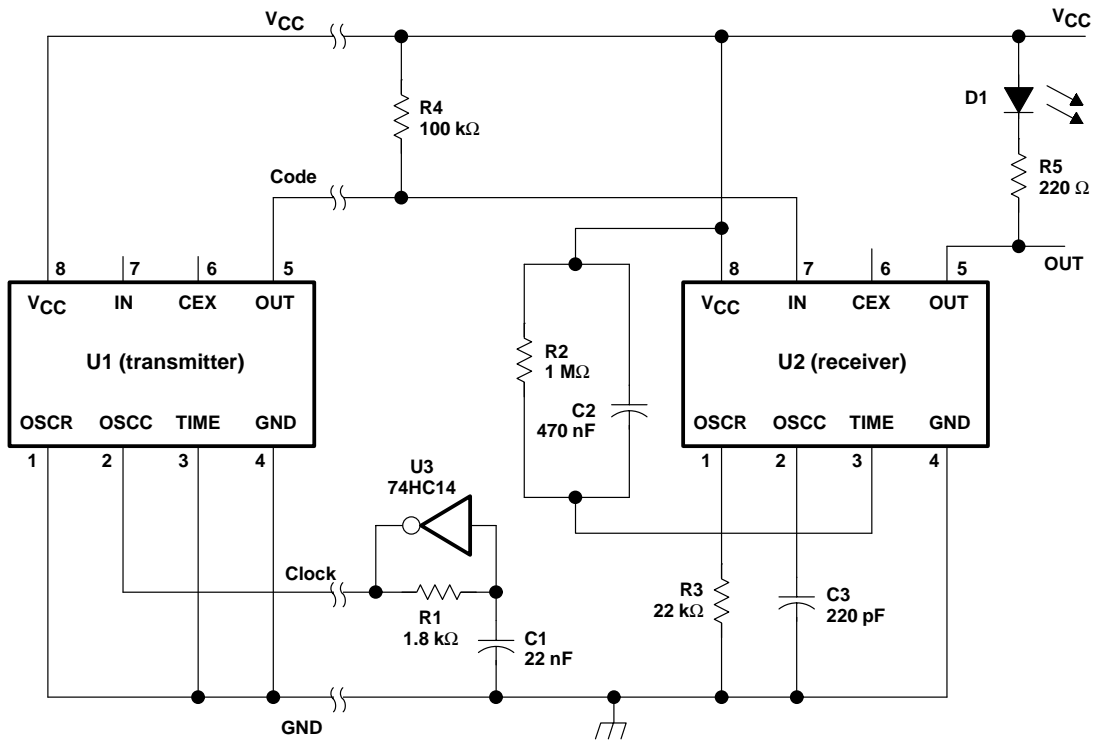 VCC
VCC
R4
100 kΩ
D1
Code
R5
220 Ω
OUT
8
7
6
5
VCC
IN
CEX
OUT
U1 (transmitter)
OSCR
OSCC
TIME
GND
1
2
3
4
R2
1 MΩ
C2
470 nF
8
7
6
5
VCC
IN
CEX
OUT
U2 (receiver)
OSCR
OSCC
TIME
GND
1
2
3
4
U3
74HC14
Clock
R1
1.8 kΩ
C1
22 nF
R3
22 kΩ
C3
220 pF
GND